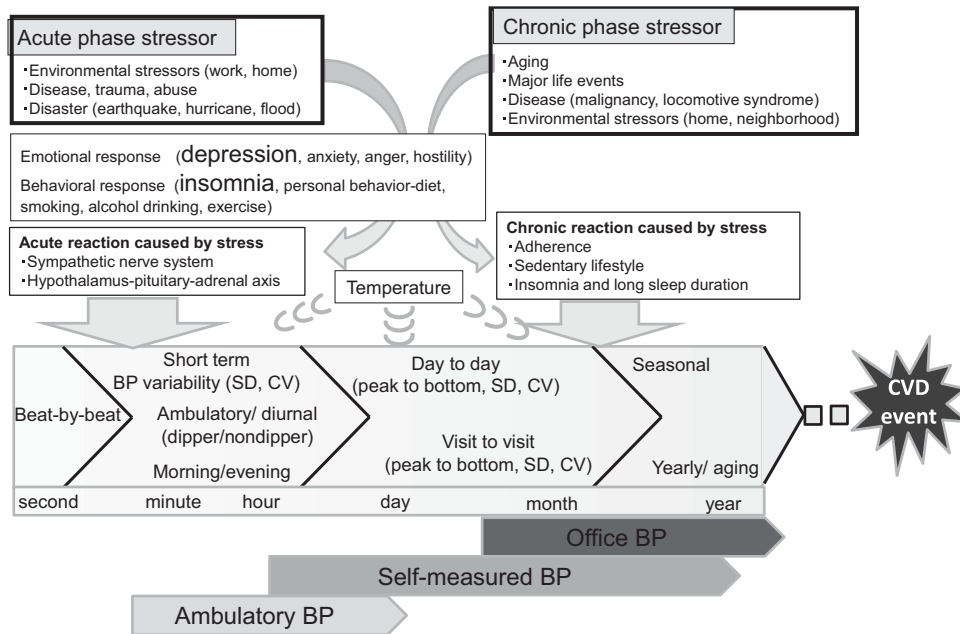 Acute phase stressor
・Environmental stressors (work, home)
・Disease, trauma, abuse
・Disaster (earthquake, hurricane, flood)
Chronic phase stressor
・Aging
・Major life events
・Disease (malignancy, locomotive syndrome)
・Environmental stressors (home, neighborhood)
Emotional response (depression, anxiety, anger, hostility)
Behavioral response (insomnia, personal behavior-diet,
smoking, alcohol drinking, exercise)
Acute reaction caused by stress
・Sympathetic nerve system
・Hypothalamus-pituitary-adrenal axis
Temperature
Chronic reaction caused by stress
・Adherence
・Sedentary lifestyle
・Insomnia and long sleep duration
Beat-by-beat
Short term
BP variability (SD, CV)
Ambulatory/ diurnal
(dipper/nondipper)
Morning/evening
Day to day
(peak to bottom, SD, CV)
Visit to visit
(peak to bottom, SD, CV)
Seasonal
Yearly/ aging
CVD
event
second minute hour day month year
Office BP
Self-measured BP
Ambulatory BP